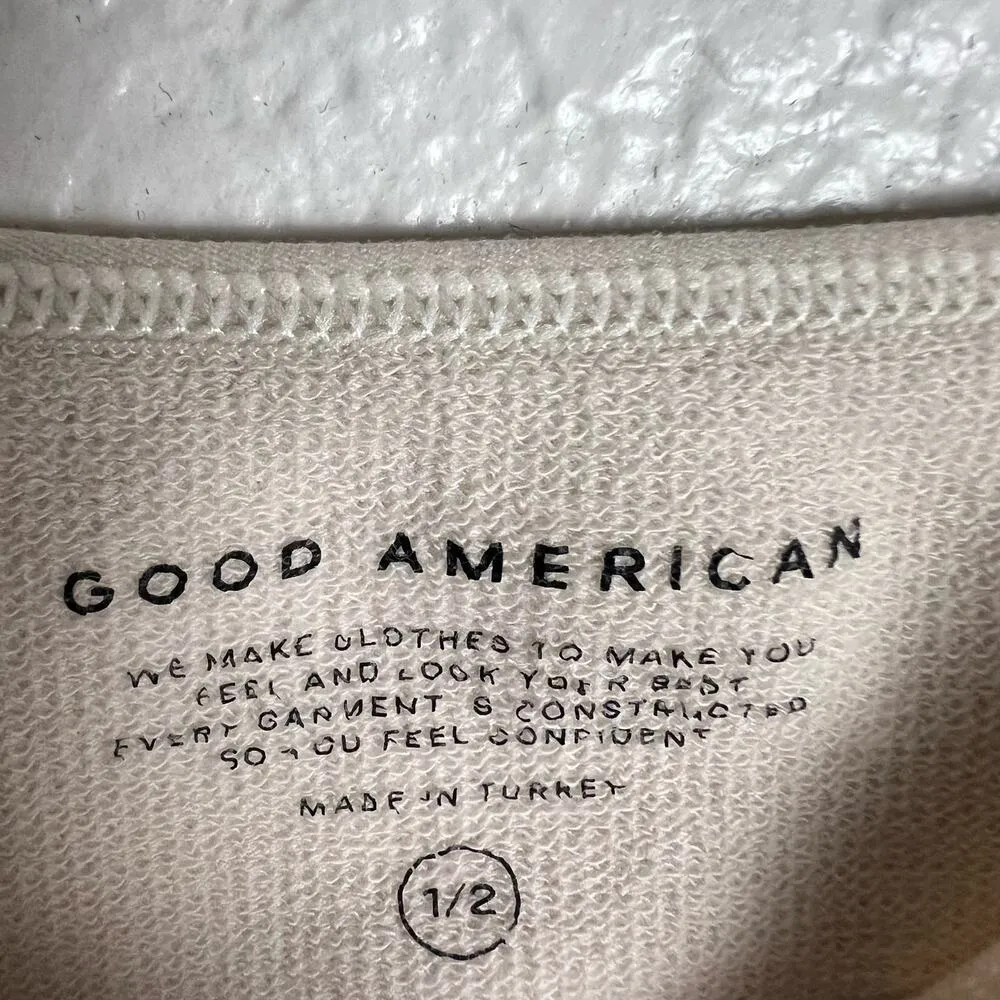 GOOD AMERICAN
WE MAKE CLOTHES TO MAKE YOU
FEEL AND LOOK YOUR BEST
EVERY GARMENT IS CONSTRUCTED
SO YOU FEEL CONFIDENT
MADE IN TURKEY
1/2